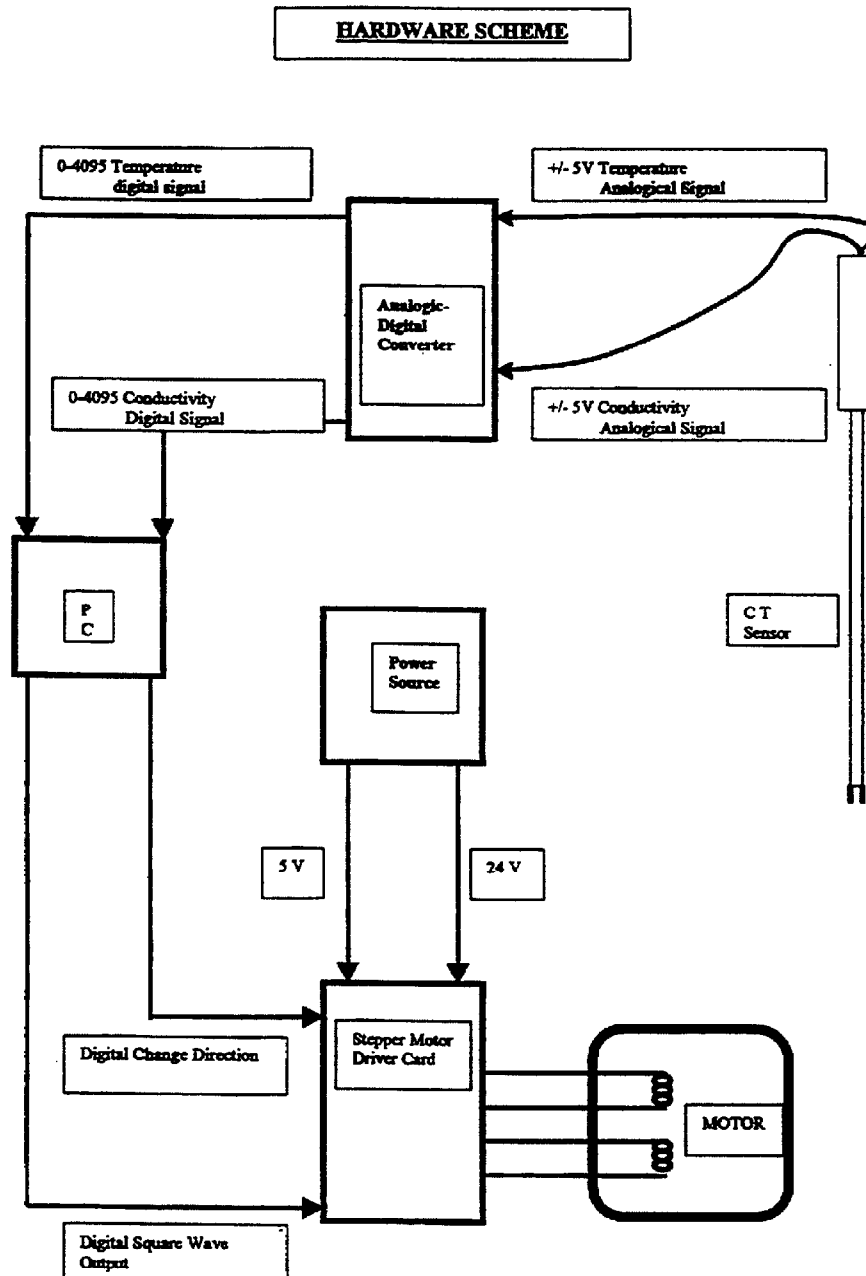 HARDWARE SCHEME
0-4095 Temperature
digital signal
+/- 5V Temperature
Analogical Signal
Analogic-
Digital
Converter
0-4095 Conductivity
Digital Signal
+/- 5V Conductivity
Analogical Signal
P
C
Power
Source
C T
Sensor
5 V
24 V
Digital Change Direction
Stepper Motor
Driver Card
MOTOR
Digital Square Wave
Output